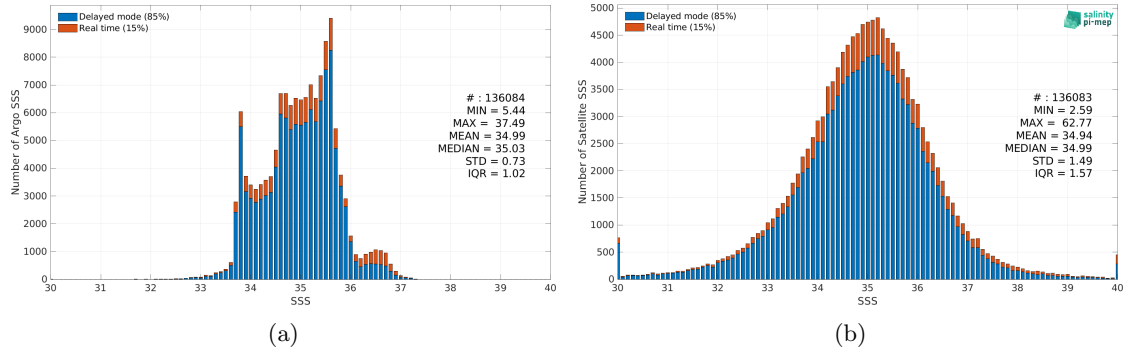 Delayed mode (85%)
Real time (15%)
9000
8000
7000
6000
5000
4000
3000
2000
1000
0
Number of Argo SSS
# : 136084
MIN = 5.44
MAX = 37.49
MEAN = 34.99
MEDIAN = 35.03
STD = 0.73
IQR = 1.02
30 31 32 33 34 35 36 37 38 39 40
SSS
(a)
Delayed mode (85%)
Real time (15%)
salinity
pi-mep
5000
4500
4000
3500
3000
2500
2000
1500
1000
500
0
Number of Satellite SSS
# : 136083
MIN = 2.59
MAX = 62.77
MEAN = 34.94
MEDIAN = 34.99
STD = 1.49
IQR = 1.57
30 31 32 33 34 35 36 37 38 39 40
SSS
(b)